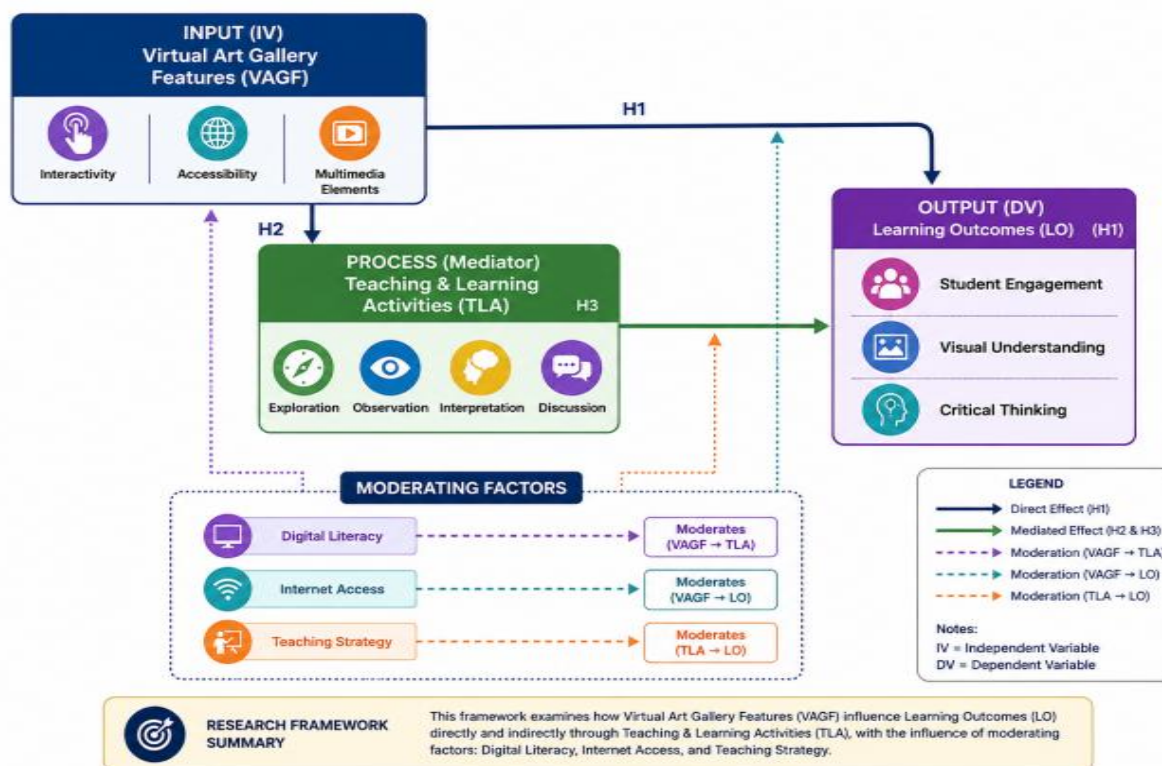 INPUT (IV)
Virtual Art Gallery
Features (VAGF)
Interactivity
Accessibility
Multimedia
Elements
H1
H2
PROCESS (Mediator)
Teaching & Learning
Activities (TLA)
H3
Exploration
Observation
Interpretation
Discussion
OUTPUT (DV)
Learning Outcomes (LO) (H1)
Student Engagement
Visual Understanding
Critical Thinking
MODERATING FACTORS
Digital Literacy
Moderates
(VAGF → TLA)
Internet Access
Moderates
(VAGF → LO)
Teaching Strategy
Moderates
(TLA → LO)
LEGEND
Direct Effect (H1)
Mediated Effect (H2 & H3)
Moderation (VAGF → TLA)
Moderation (VAGF → LO)
Moderation (TLA → LO)
Notes:
IV = Independent Variable
DV = Dependent Variable
RESEARCH FRAMEWORK
SUMMARY
This framework examines how Virtual Art Gallery Features (VAGF) influence Learning Outcomes (LO)
directly and indirectly through Teaching & Learning Activities (TLA), with the influence of moderating
factors: Digital Literacy, Internet Access, and Teaching Strategy.